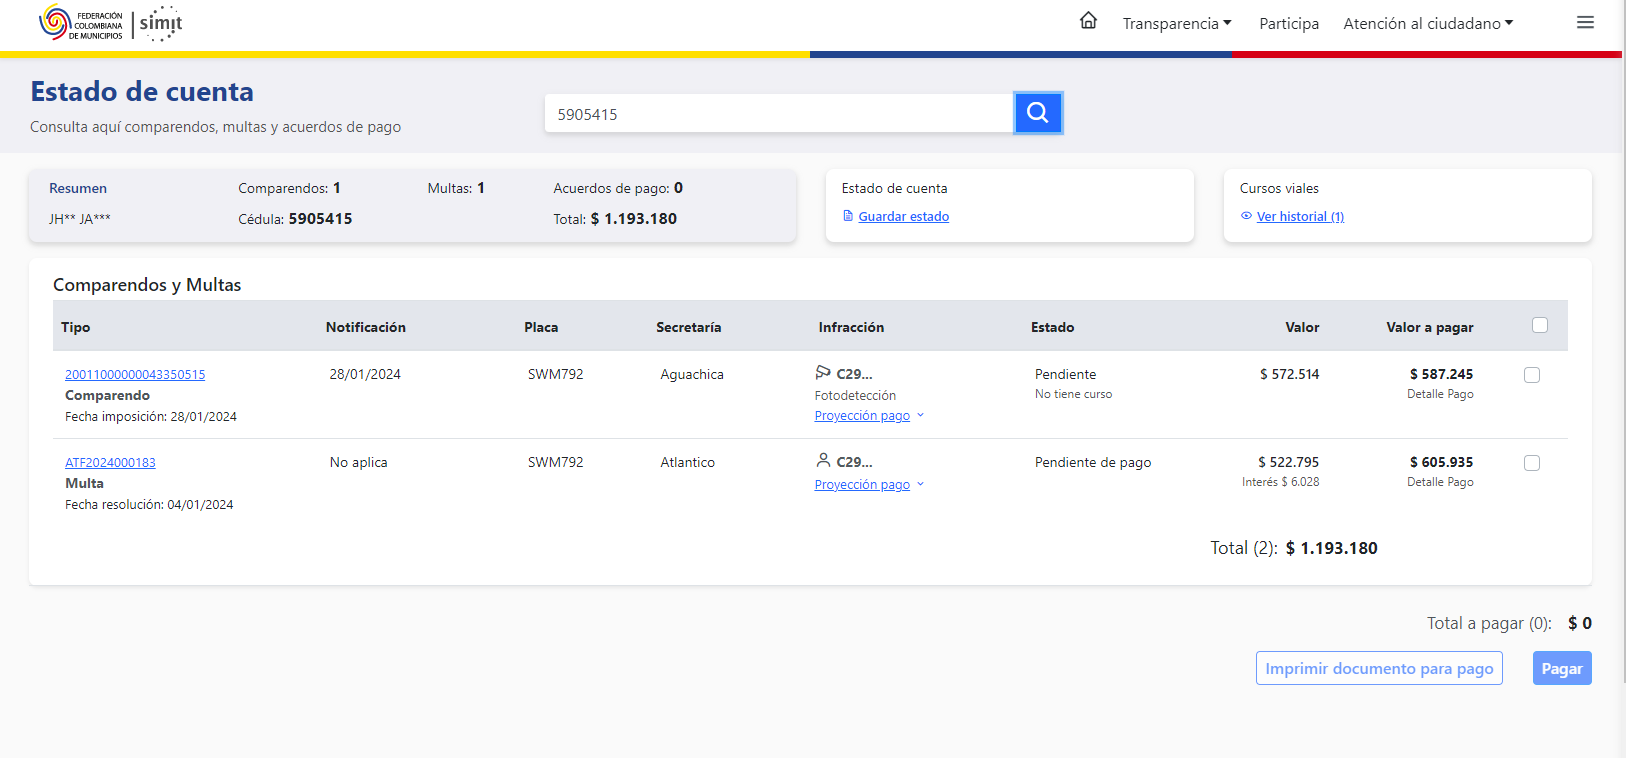 FEDERACIÓN
COLOMBIANA
DE MUNICIPIOS
simit
Transparencia
Participa
Atención al ciudadano
Estado de cuenta
Consulta aquí comparendos, multas y acuerdos de pago
5905415
Resumen
Comparendos: 1
Multas: 1
Acuerdos de pago: 0
JH** JA***
Cédula: 5905415
Total: $ 1.193.180
Estado de cuenta
Guardar estado
Cursos viales
Ver historial (1)
Comparendos y Multas
Tipo Notificación Placa Secretaría Infracción Estado Valor Valor a pagar
20011000000043350515 28/01/2024 SWM792 Aguachica C29... Pendiente $ 572.514 $ 587.245
Comparendo Fotodetección No tiene curso Detalle Pago
Fecha imposición: 28/01/2024 Proyección pago
ATF2024000183 No aplica SWM792 Atlantico C29... Pendiente de pago $ 522.795 $ 605.935
Multa Proyección pago Interés $ 6.028 Detalle Pago
Fecha resolución: 04/01/2024
Total (2): $ 1.193.180
Total a pagar (0): $ 0
Imprimir documento para pago
Pagar